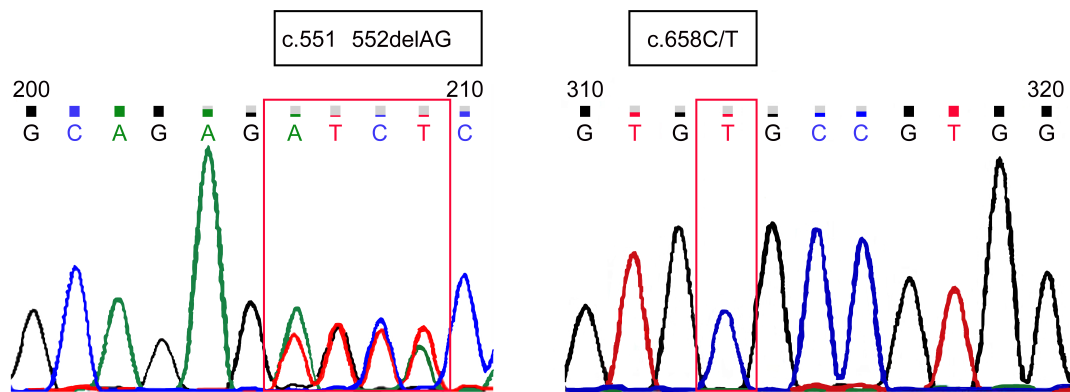 c.551 552delAG
c.658C/T
200 210
G C A G A G A T C T C
310 320
G T G T G C C G T G G